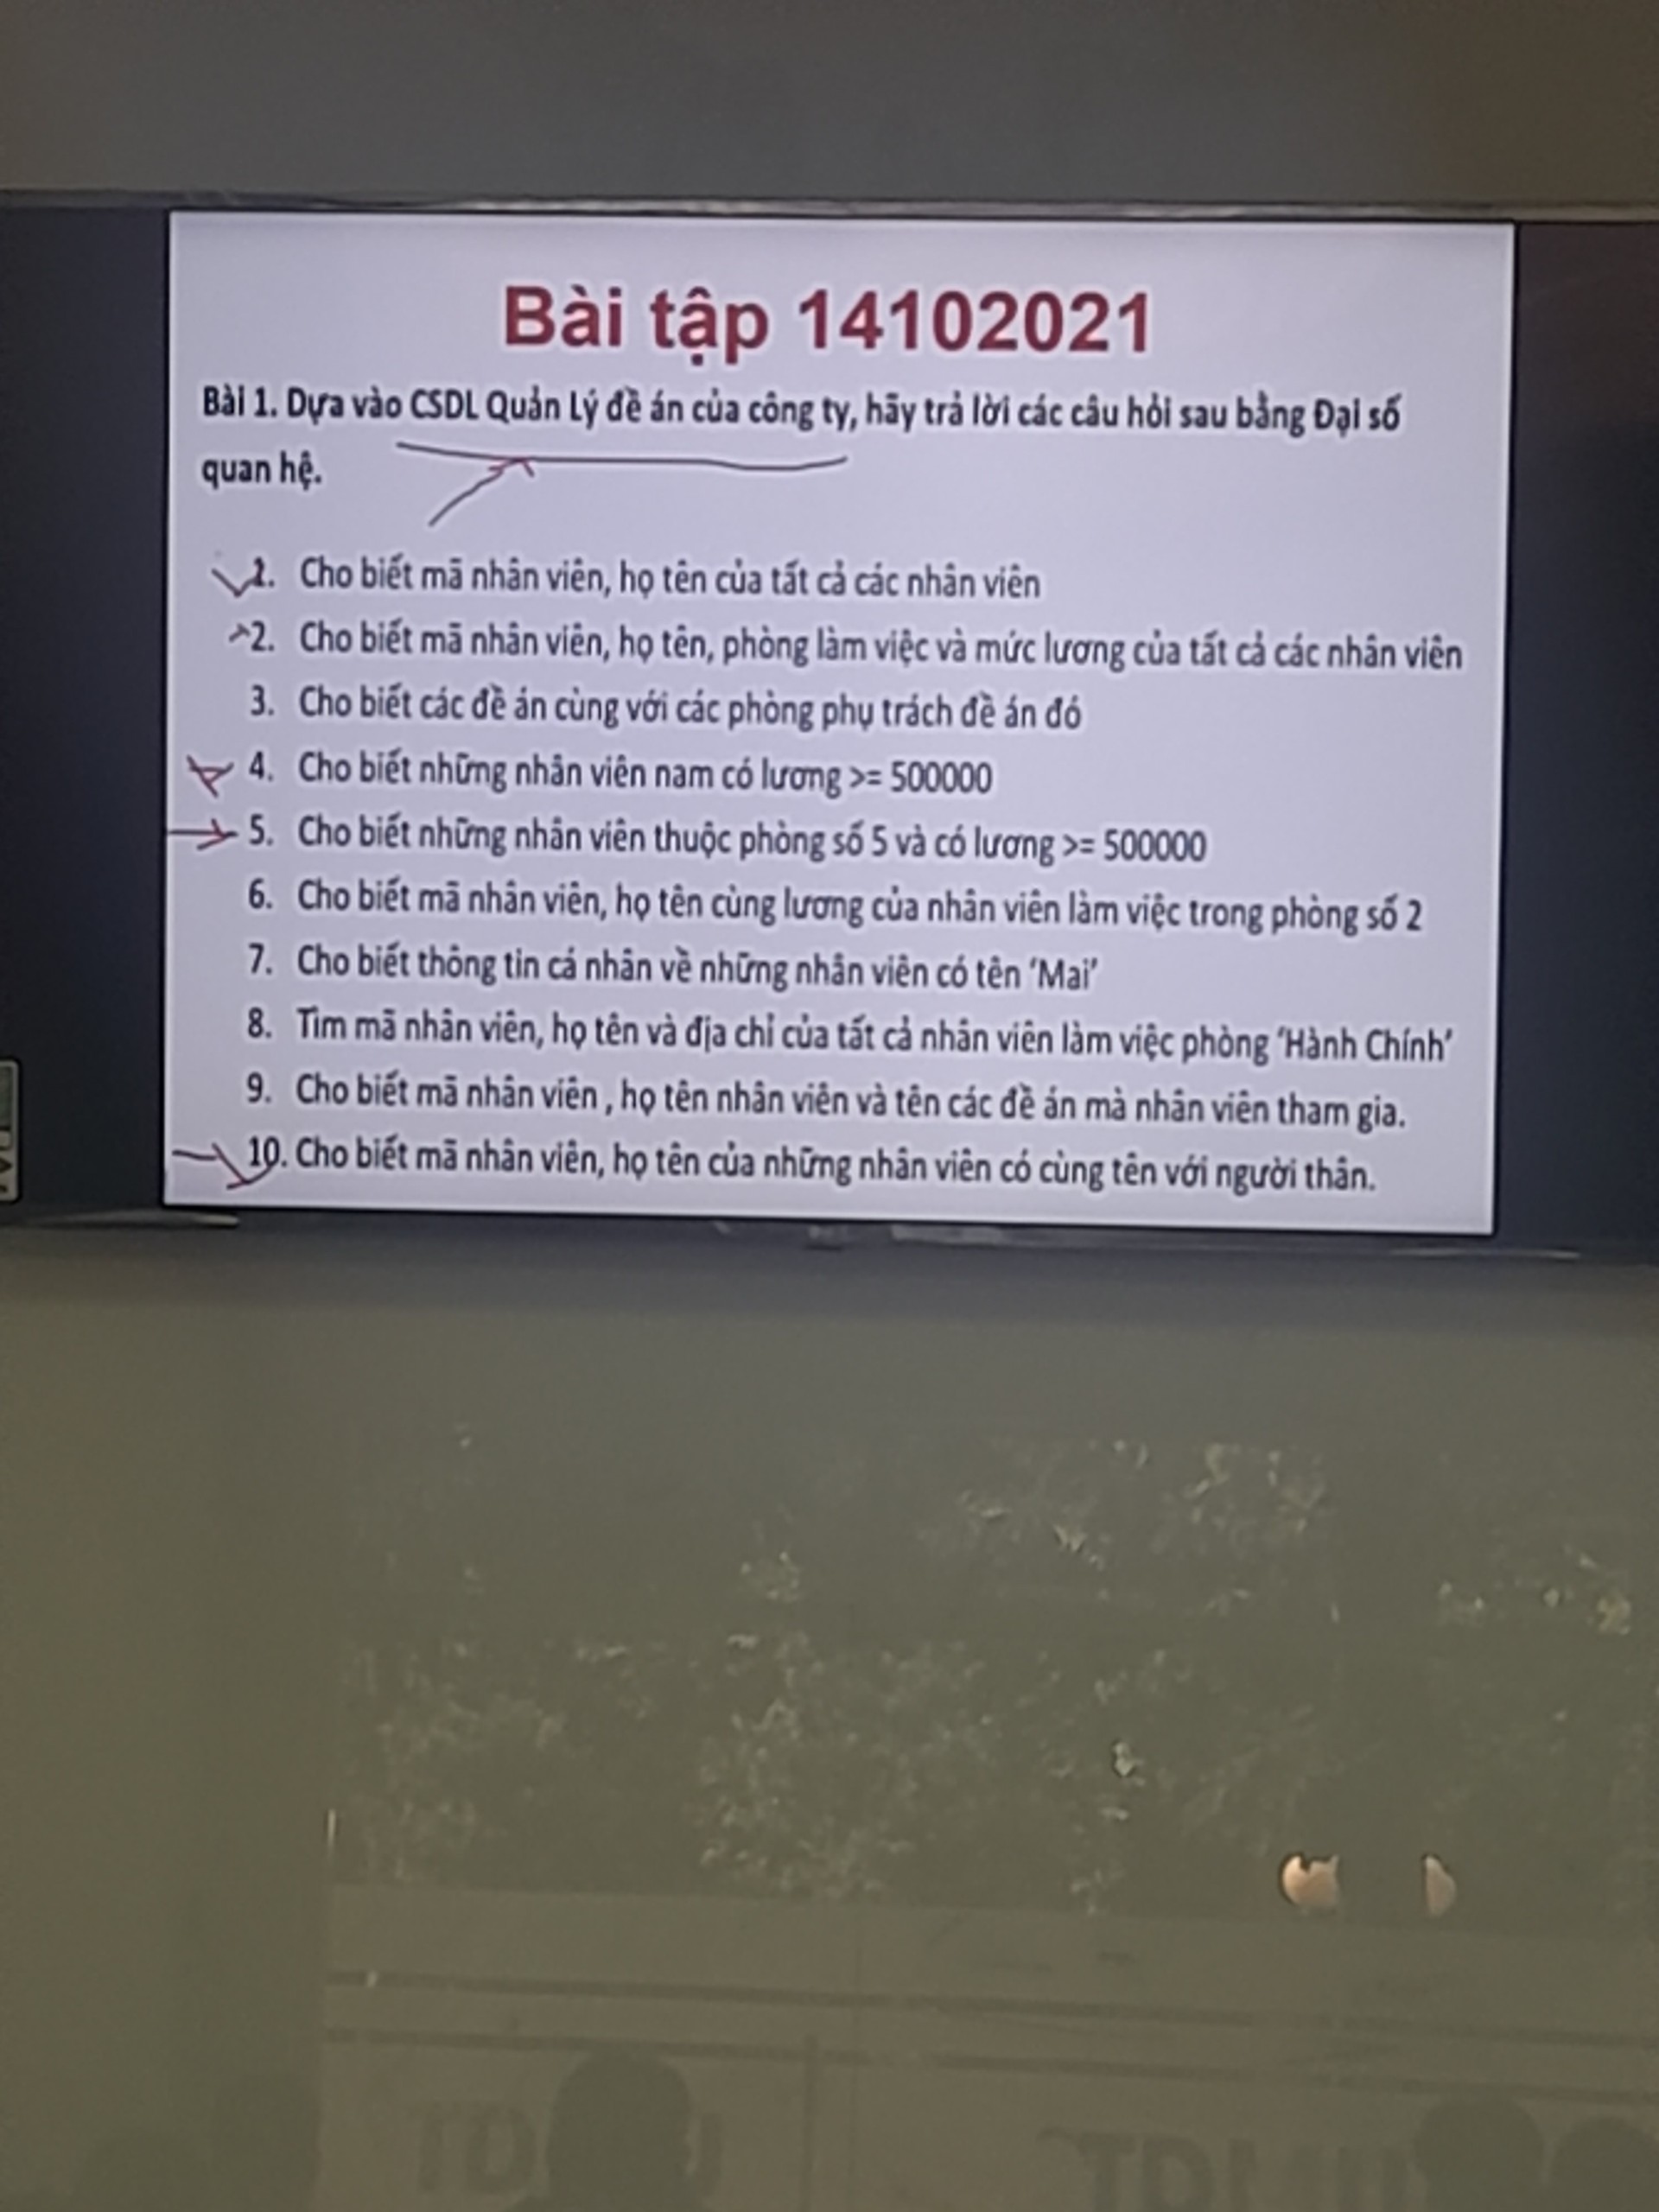 Bài tập 14102021
Bài 1. Dựa vào CSDL Quản Lý đề án của công ty, hãy trả lời các câu hỏi sau bằng Đại số
quan hệ.
1. Cho biết mã nhân viên, họ tên của tất cả các nhân viên
2. Cho biết mã nhân viên, họ tên, phòng làm việc và mức lương của tất cả các nhân viên
3. Cho biết các đề án cùng với các phòng phụ trách đề án đó
4. Cho biết những nhân viên nam có lương >= 500000
5. Cho biết những nhân viên thuộc phòng số 5 và có lương >= 500000
6. Cho biết mã nhân viên, họ tên cùng lương của nhân viên làm việc trong phòng số 2
7. Cho biết thông tin cá nhân về những nhân viên có tên ‘Mai’
8. Tìm mã nhân viên, họ tên và địa chỉ của tất cả nhân viên làm việc phòng ‘Hành Chính’
9. Cho biết mã nhân viên , họ tên nhân viên và tên các đề án mà nhân viên tham gia.
10. Cho biết mã nhân viên, họ tên của những nhân viên có cùng tên với người thân.